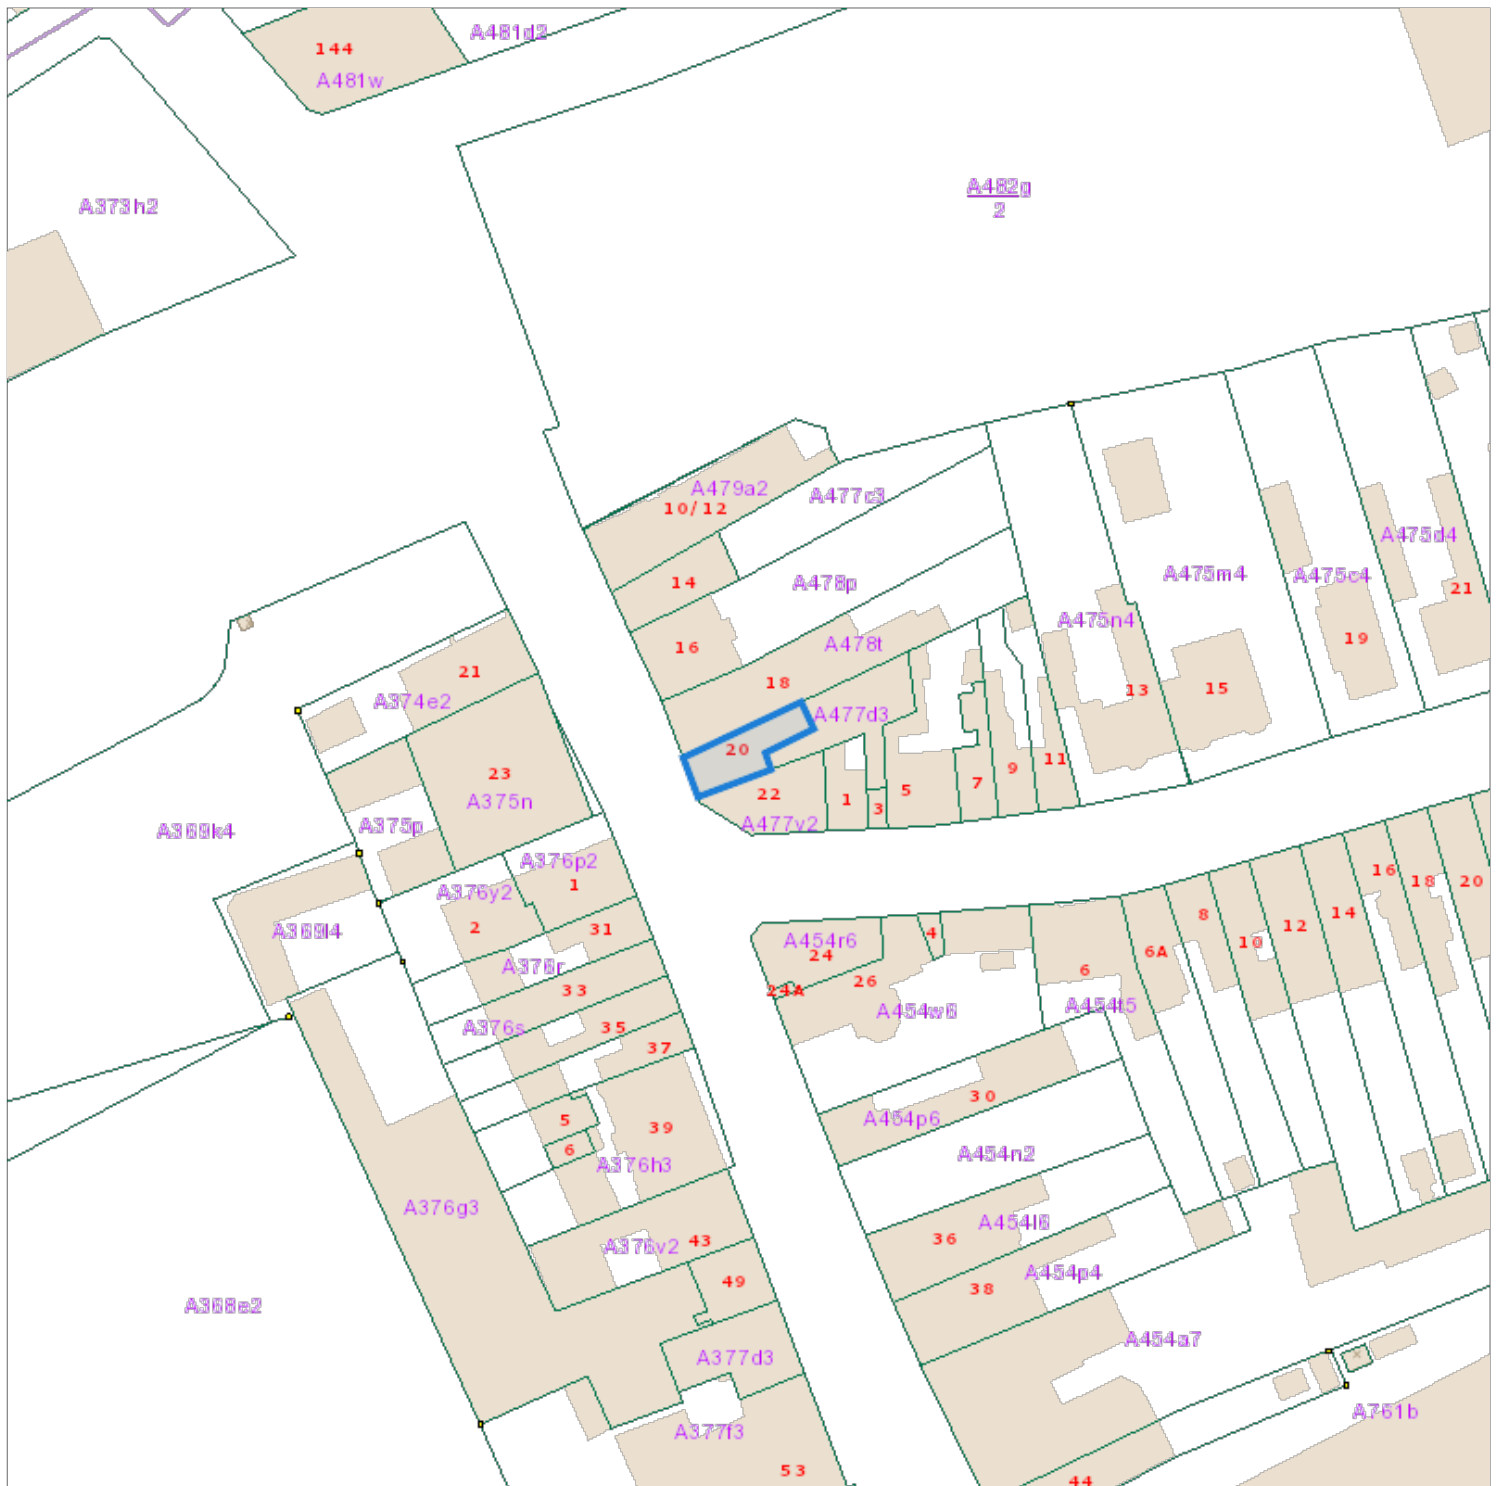 A481d2
144
A481w
A482g
2
A373h2
A479a2
A477c3
10/12
A475d4
14
A478p
A475m4
A475c4
21
A475n4
16
A478t
19
21
18
13
15
A374e2
A477d3
20
23
11
9
A375n
7
22
5
1
3
A375p
A477v2
A369k4
A376p2
16
18
20
1
A376y2
14
8
12
2
31
A369l4
4
A454r6
10
24
6A
A376r
6
26
33
24A
A454w6
A454t5
A376s
35
37
30
5
A454p6
39
6
A454n2
A376h3
A376g3
A454l6
43
36
A376v2
A454p4
49
38
A368e2
A454a7
A377d3
A761b
A377f3
53
44